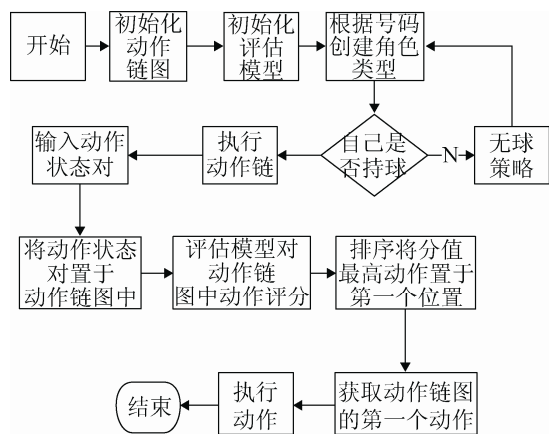 开始
初始化
动作
链图
初始化
评估
模型
根据号码
创建角色
类型
输入动作
状态对
执行
动作链
自己是
否持球
N
无球
策略
将动作状态
对置于
动作链图中
评估模型对
动作链
图中动作评分
排序将分值
最高动作置于
第一个位置
结束
执行
动作
获取动作链图
的第一个动作